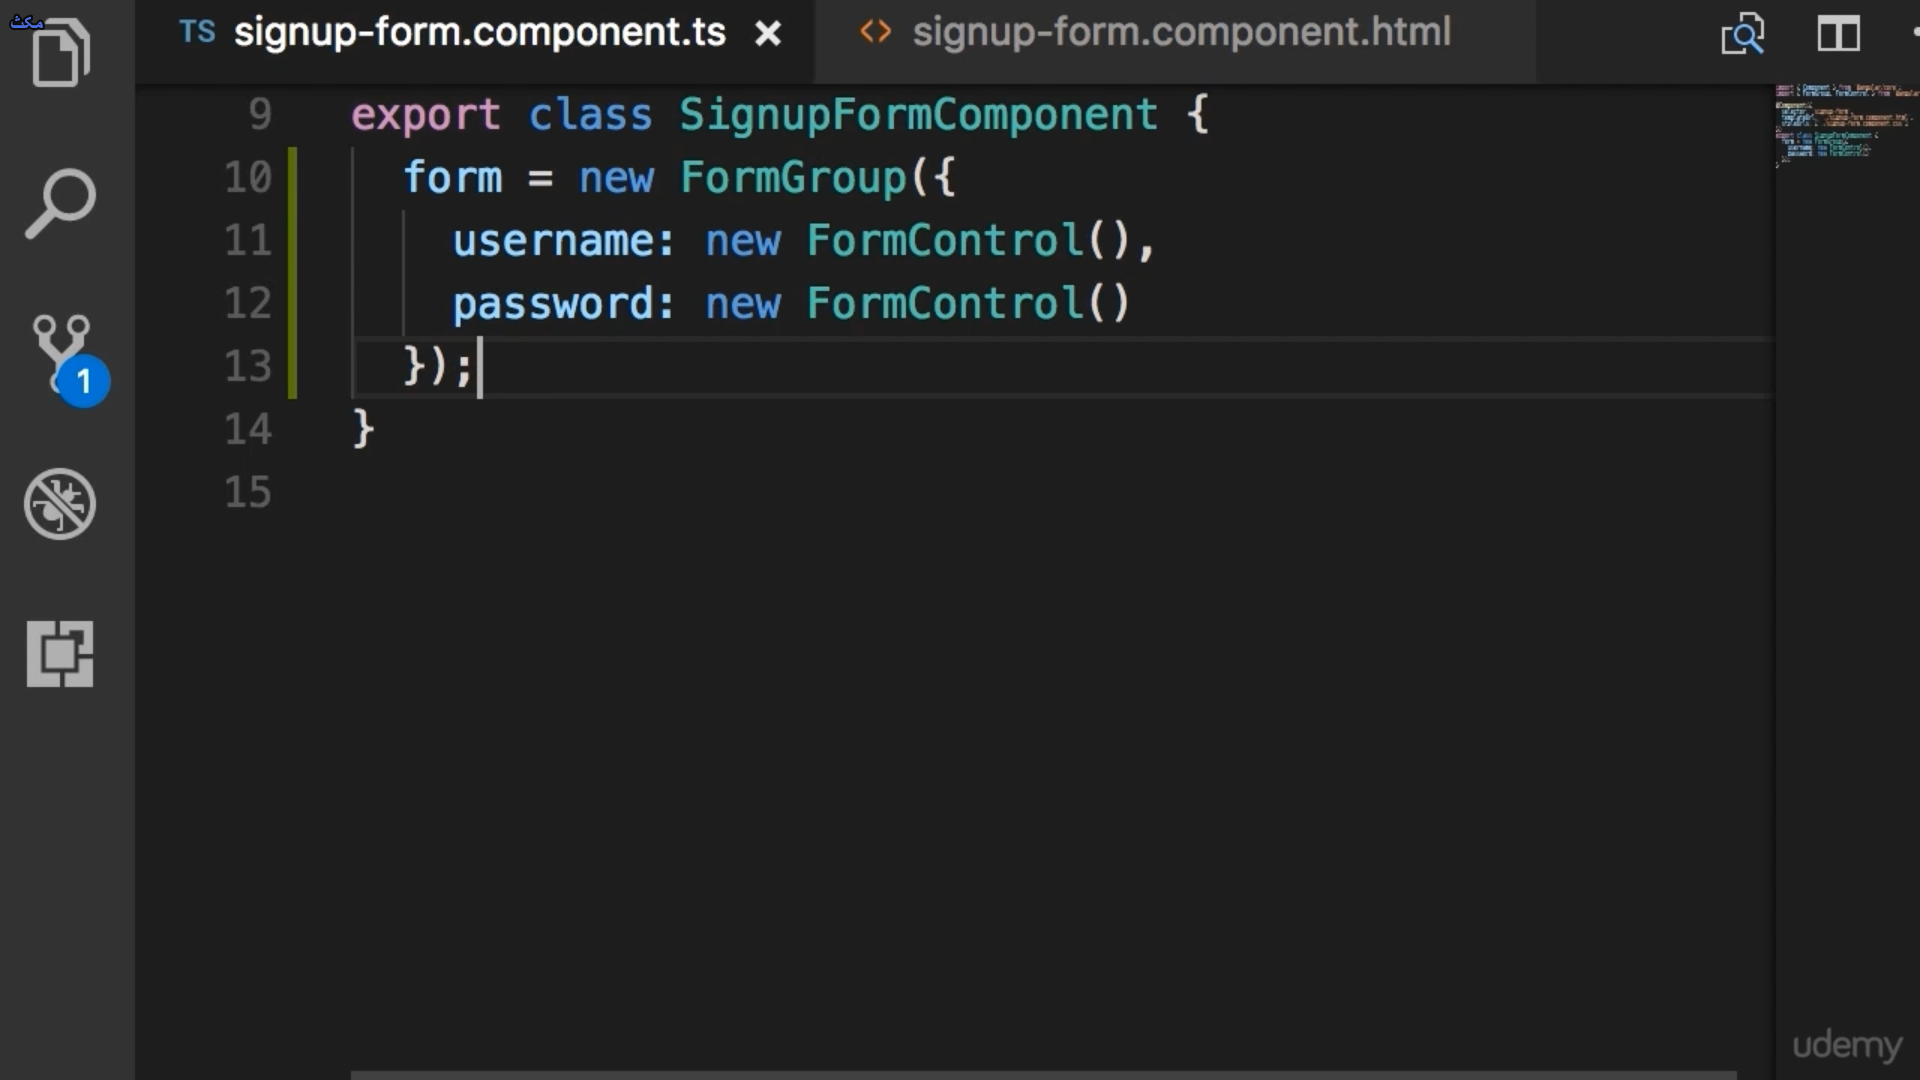 مكث
TS signup-form.component.ts × <> signup-form.component.html
9 export class SignupFormComponent {
10 form = new FormGroup({
11 username: new FormControl(),
12 password: new FormControl()
13 });
14 }
15
1
udemy